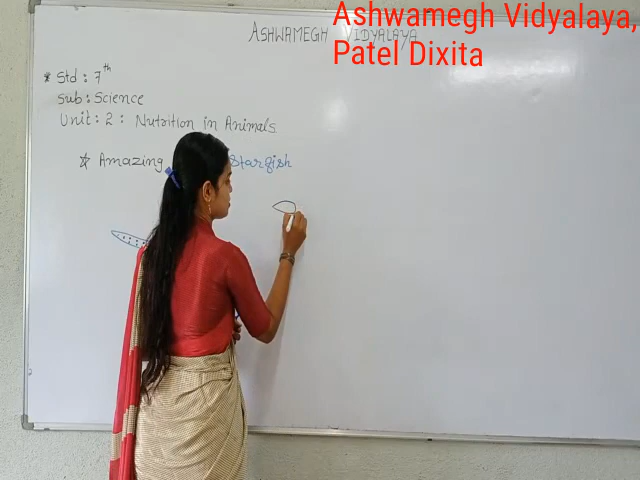 Ashwamegh Vidyalaya,
Patel Dixita
ASHWAMEGH VIDYALAYA
* Std : 7th
Sub : Science
Unit : 2 : Nutrition in Animals
* Amazing Starfish